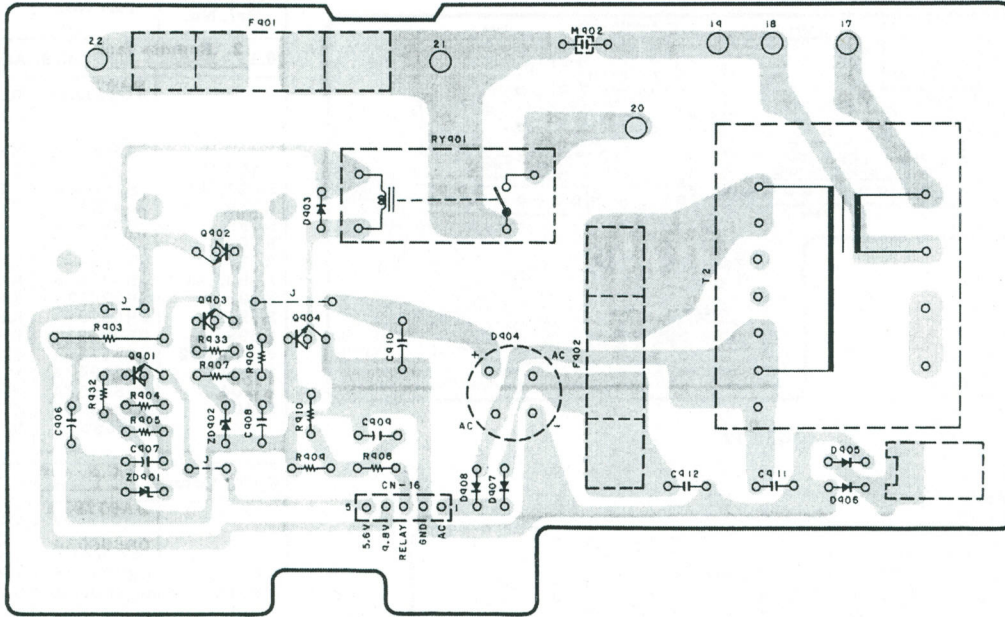 F901
22
21
M902
19
18
17
20
RY901
D903
Q902
T2
J
J
Q903
R903
R933
Q904
C910
D904
F902
R906
+
AC
Q901
R907
R932
R904
C906
R905
ZD902
C908
R910
C909
AC
-
C907
J
D905
ZD901
R909
R908
D908
D907
C912
C911
D906
CN-16
5
1
5.6V
9.8V
RELAY
GND
AC